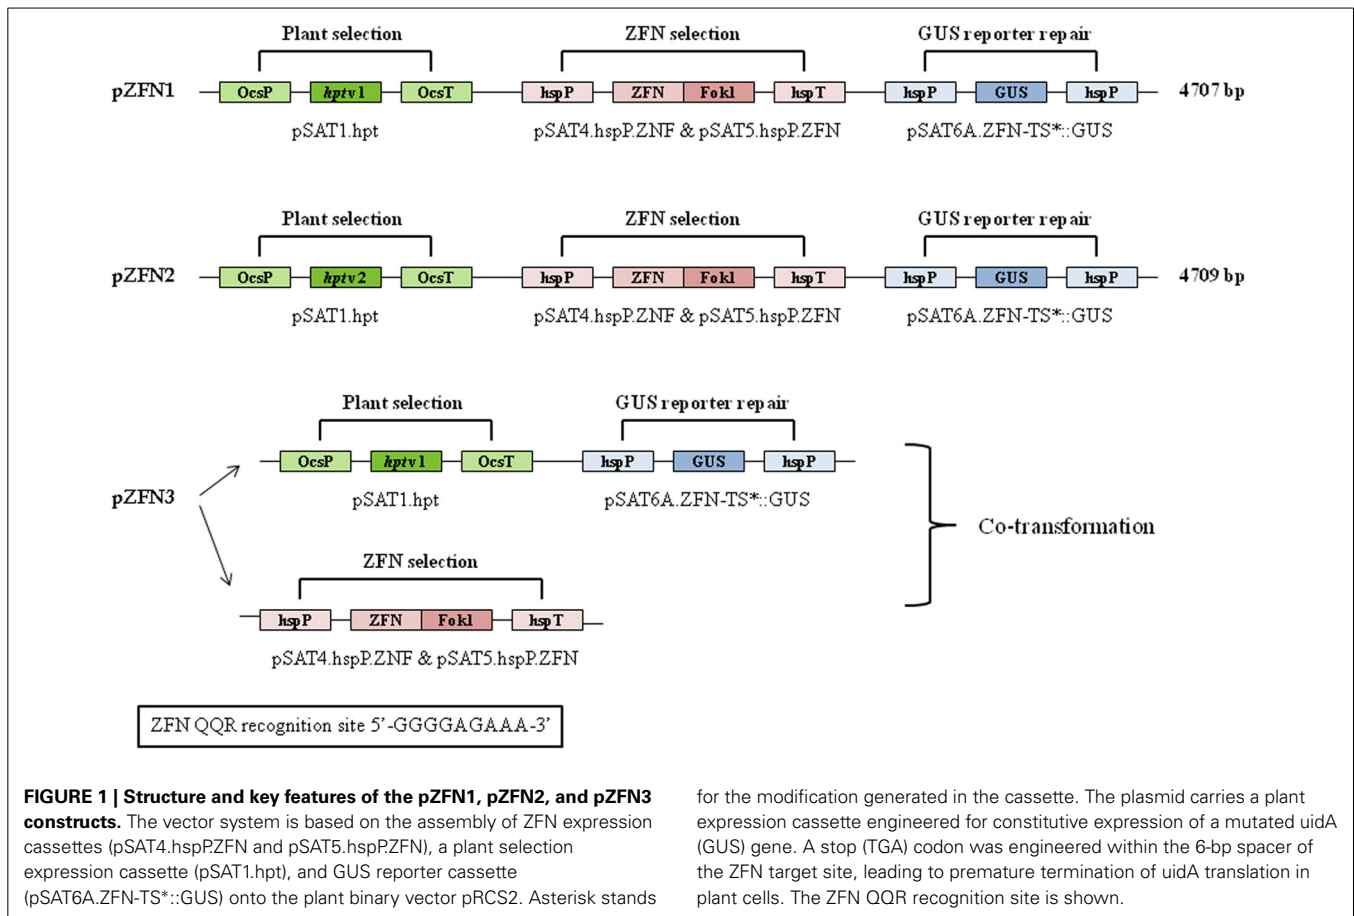 Plant selection ZFN selection GUS reporter repair
pZFN1 OcsP hptv1 OcsT hspP ZFN Fok1 hspT hspP GUS hspP 4707 bp
pSAT1.hpt pSAT4.hspP.ZNF & pSAT5.hspP.ZFN pSAT6A.ZFN-TS*::GUS
Plant selection ZFN selection GUS reporter repair
pZFN2 OcsP hptv2 OcsT hspP ZFN Fok1 hspT hspP GUS hspP 4709 bp
pSAT1.hpt pSAT4.hspP.ZNF & pSAT5.hspP.ZFN pSAT6A.ZFN-TS*::GUS
Plant selection GUS reporter repair
OcsP hptv1 OcsT hspP GUS hspP
pZFN3 pSAT1.hpt pSAT6A.ZFN-TS*::GUS
Co-transformation
ZFN selection
hspP ZFN Fok1 hspT
pSAT4.hspP.ZNF & pSAT5.hspP.ZFN
ZFN QQR recognition site 5’-GGGGAGAAA-3’
FIGURE 1 | Structure and key features of the pZFN1, pZFN2, and pZFN3
constructs. The vector system is based on the assembly of ZFN expression
cassettes (pSAT4.hspP.ZFN and pSAT5.hspP.ZFN), a plant selection
expression cassette (pSAT1.hpt), and GUS reporter cassette
(pSAT6A.ZFN-TS*::GUS) onto the plant binary vector pRCS2. Asterisk stands
for the modification generated in the cassette. The plasmid carries a plant
expression cassette engineered for constitutive expression of a mutated uidA
(GUS) gene. A stop (TGA) codon was engineered within the 6-bp spacer of
the ZFN target site, leading to premature termination of uidA translation in
plant cells. The ZFN QQR recognition site is shown.